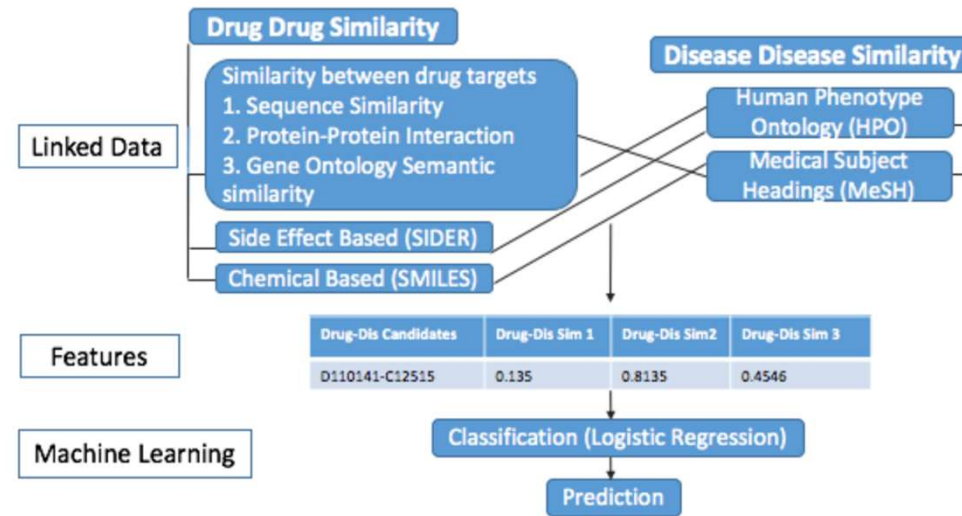 Drug Drug Similarity
Disease Disease Similarity
Linked Data
Similarity between drug targets
1. Sequence Similarity
2. Protein-Protein Interaction
3. Gene Ontology Semantic
similarity
Side Effect Based (SIDER)
Chemical Based (SMILES)
Human Phenotype
Ontology (HPO)
Medical Subject
Headings (MeSH)
Features
Drug-Dis Candidates Drug-Dis Sim 1 Drug-Dis Sim2 Drug-Dis Sim 3
D110141-C12515 0.135 0.8135 0.4546
Machine Learning
Classification (Logistic Regression)
Prediction